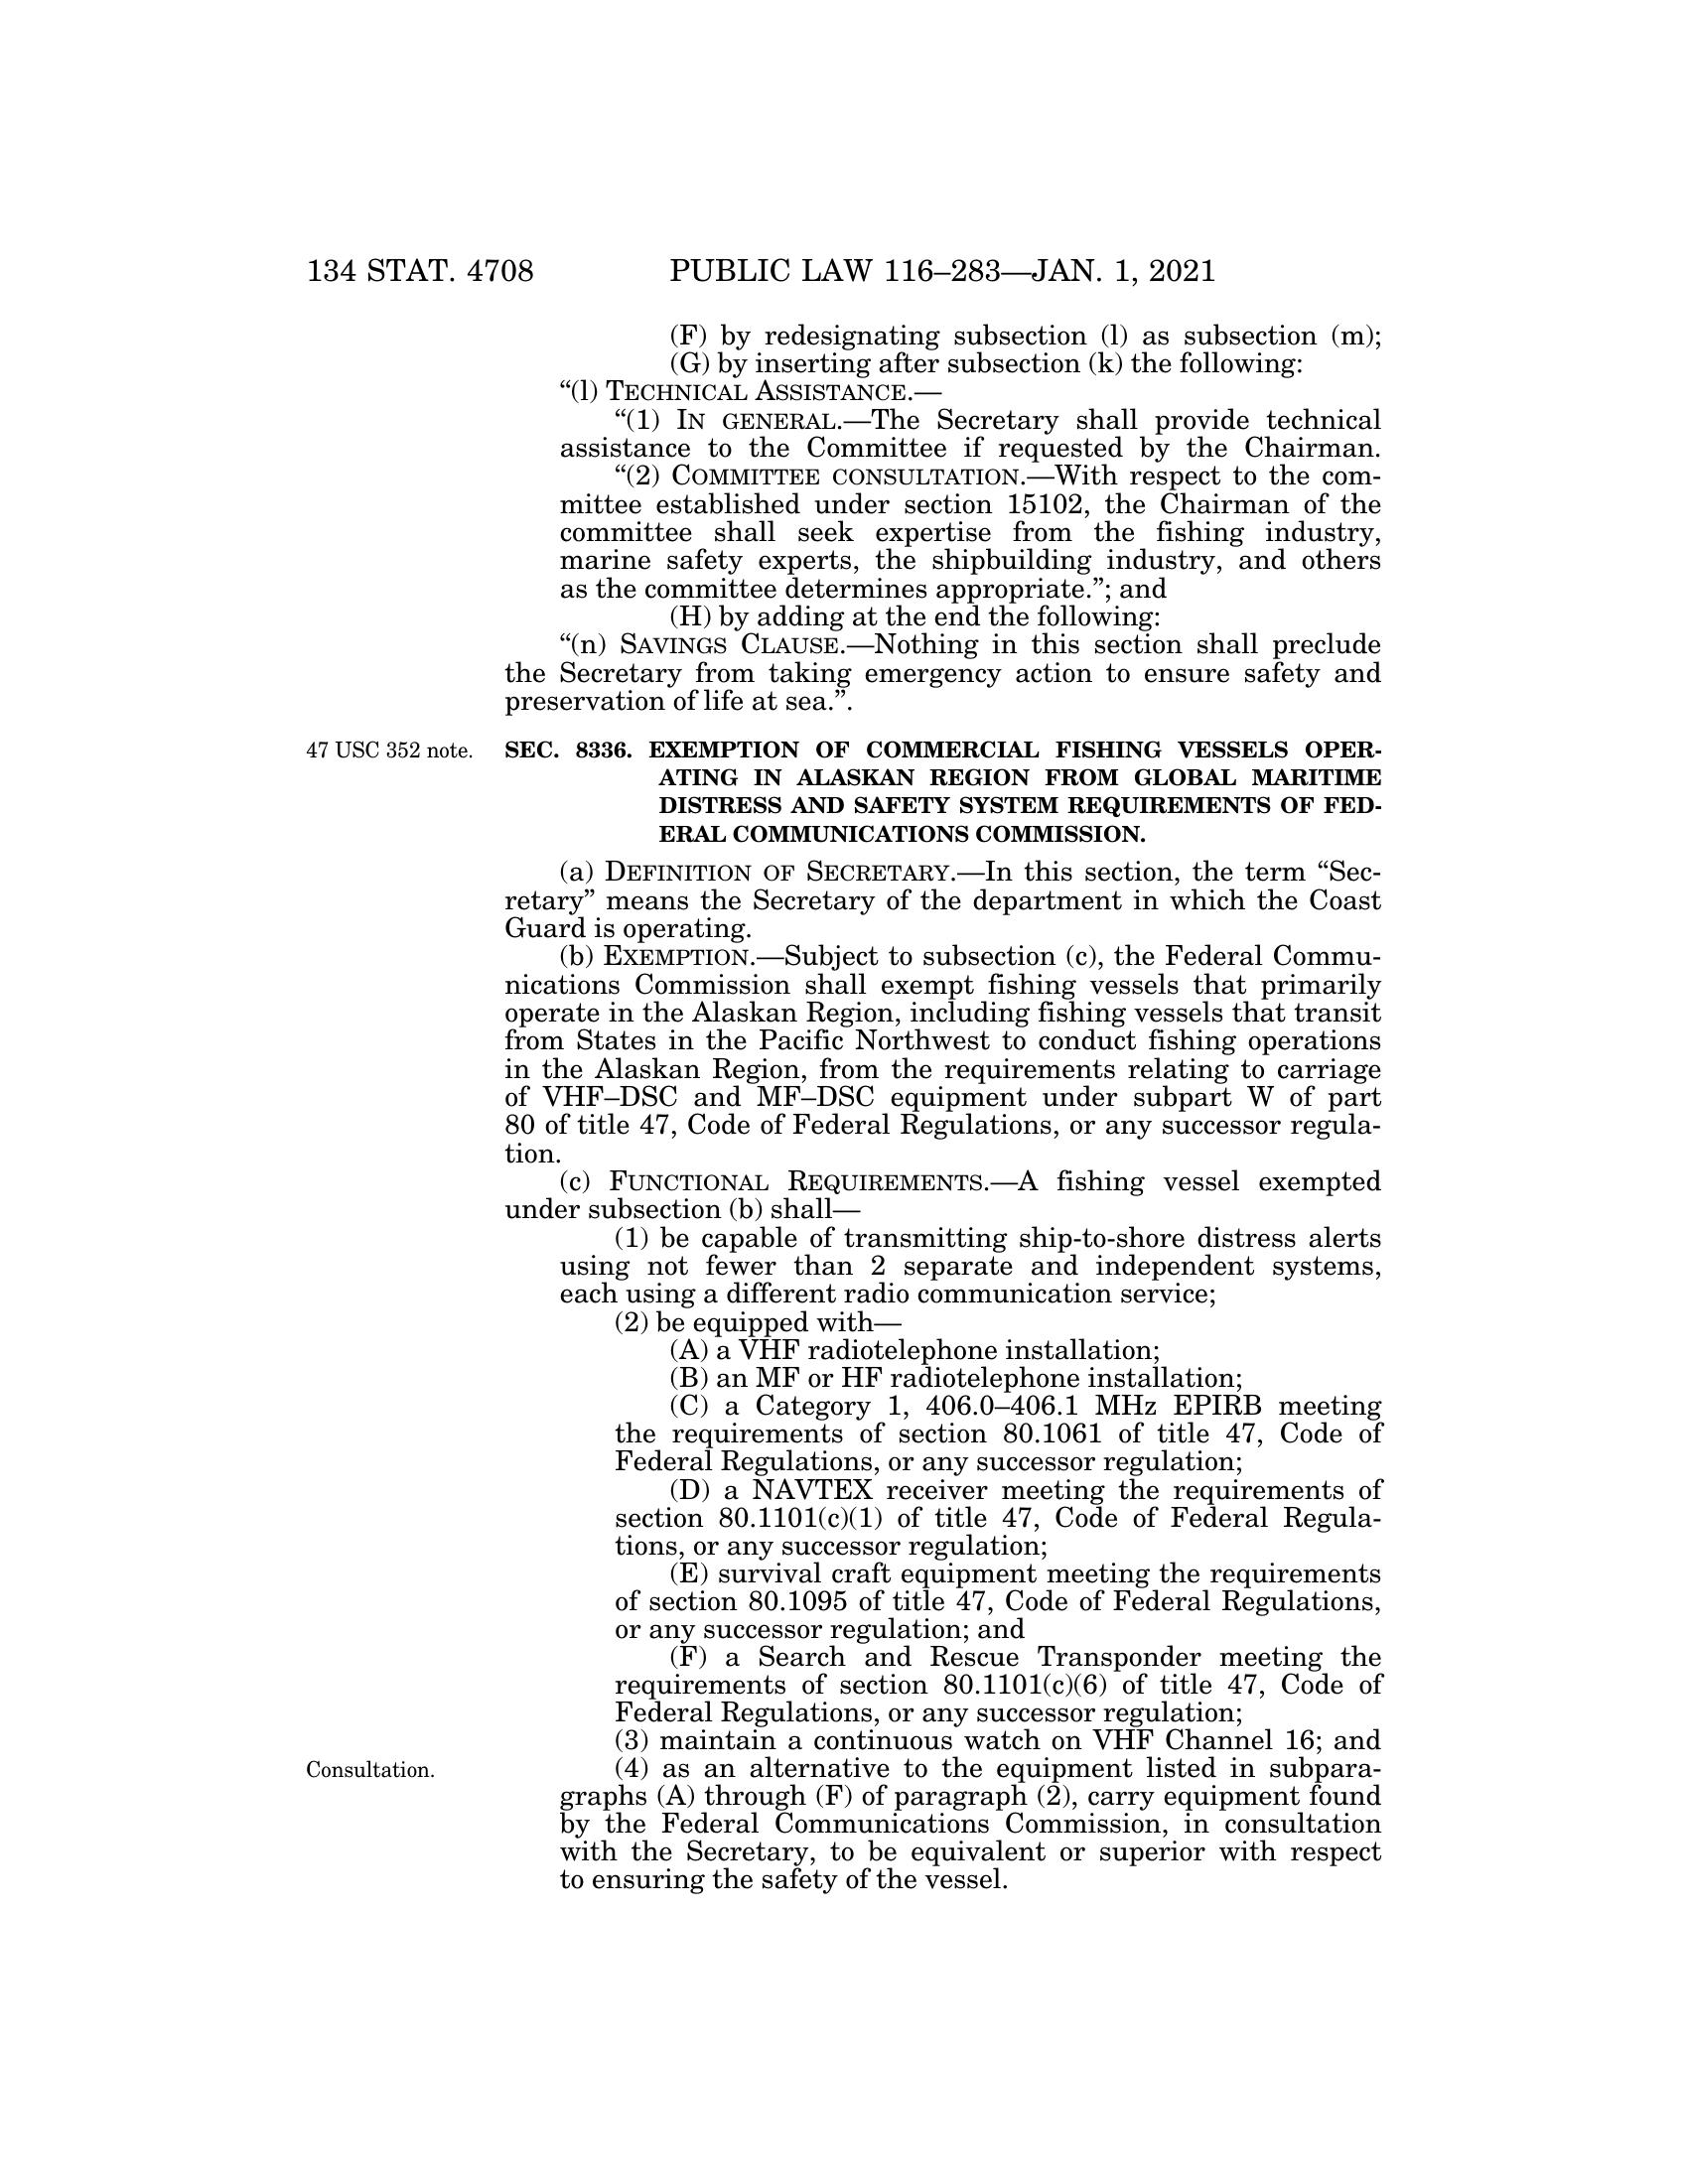 134 STAT. 4708 PUBLIC LAW 116–283—JAN. 1, 2021
(F) by redesignating subsection (l) as subsection (m);
(G) by inserting after subsection (k) the following:
“(l) TECHNICAL ASSISTANCE.—
“(1) IN GENERAL.—The Secretary shall provide technical
assistance to the Committee if requested by the Chairman.
“(2) COMMITTEE CONSULTATION.—With respect to the com-
mittee established under section 15102, the Chairman of the
committee shall seek expertise from the fishing industry,
marine safety experts, the shipbuilding industry, and others
as the committee determines appropriate.”; and
(H) by adding at the end the following:
“(n) SAVINGS CLAUSE.—Nothing in this section shall preclude
the Secretary from taking emergency action to ensure safety and
preservation of life at sea.”.
47 USC 352 note. SEC. 8336. EXEMPTION OF COMMERCIAL FISHING VESSELS OPER-
ATING IN ALASKAN REGION FROM GLOBAL MARITIME
DISTRESS AND SAFETY SYSTEM REQUIREMENTS OF FED-
ERAL COMMUNICATIONS COMMISSION.
(a) DEFINITION OF SECRETARY.—In this section, the term “Sec-
retary” means the Secretary of the department in which the Coast
Guard is operating.
(b) EXEMPTION.—Subject to subsection (c), the Federal Commu-
nications Commission shall exempt fishing vessels that primarily
operate in the Alaskan Region, including fishing vessels that transit
from States in the Pacific Northwest to conduct fishing operations
in the Alaskan Region, from the requirements relating to carriage
of VHF–DSC and MF–DSC equipment under subpart W of part
80 of title 47, Code of Federal Regulations, or any successor regula-
tion.
(c) FUNCTIONAL REQUIREMENTS.—A fishing vessel exempted
under subsection (b) shall—
(1) be capable of transmitting ship-to-shore distress alerts
using not fewer than 2 separate and independent systems,
each using a different radio communication service;
(2) be equipped with—
(A) a VHF radiotelephone installation;
(B) an MF or HF radiotelephone installation;
(C) a Category 1, 406.0–406.1 MHz EPIRB meeting
the requirements of section 80.1061 of title 47, Code of
Federal Regulations, or any successor regulation;
(D) a NAVTEX receiver meeting the requirements of
section 80.1101(c)(1) of title 47, Code of Federal Regula-
tions, or any successor regulation;
(E) survival craft equipment meeting the requirements
of section 80.1095 of title 47, Code of Federal Regulations,
or any successor regulation; and
(F) a Search and Rescue Transponder meeting the
requirements of section 80.1101(c)(6) of title 47, Code of
Federal Regulations, or any successor regulation;
(3) maintain a continuous watch on VHF Channel 16; and
Consultation. (4) as an alternative to the equipment listed in subpara-
graphs (A) through (F) of paragraph (2), carry equipment found
by the Federal Communications Commission, in consultation
with the Secretary, to be equivalent or superior with respect
to ensuring the safety of the vessel.